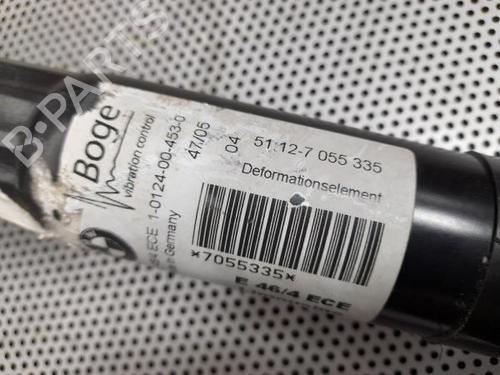 B-PARTS
Boge
vibration control
ECE 1-0124-00-453-0
Germany
47/05
04 51.12-7 055 335
Deformationselement
*7055335*
E 46/4 ECE